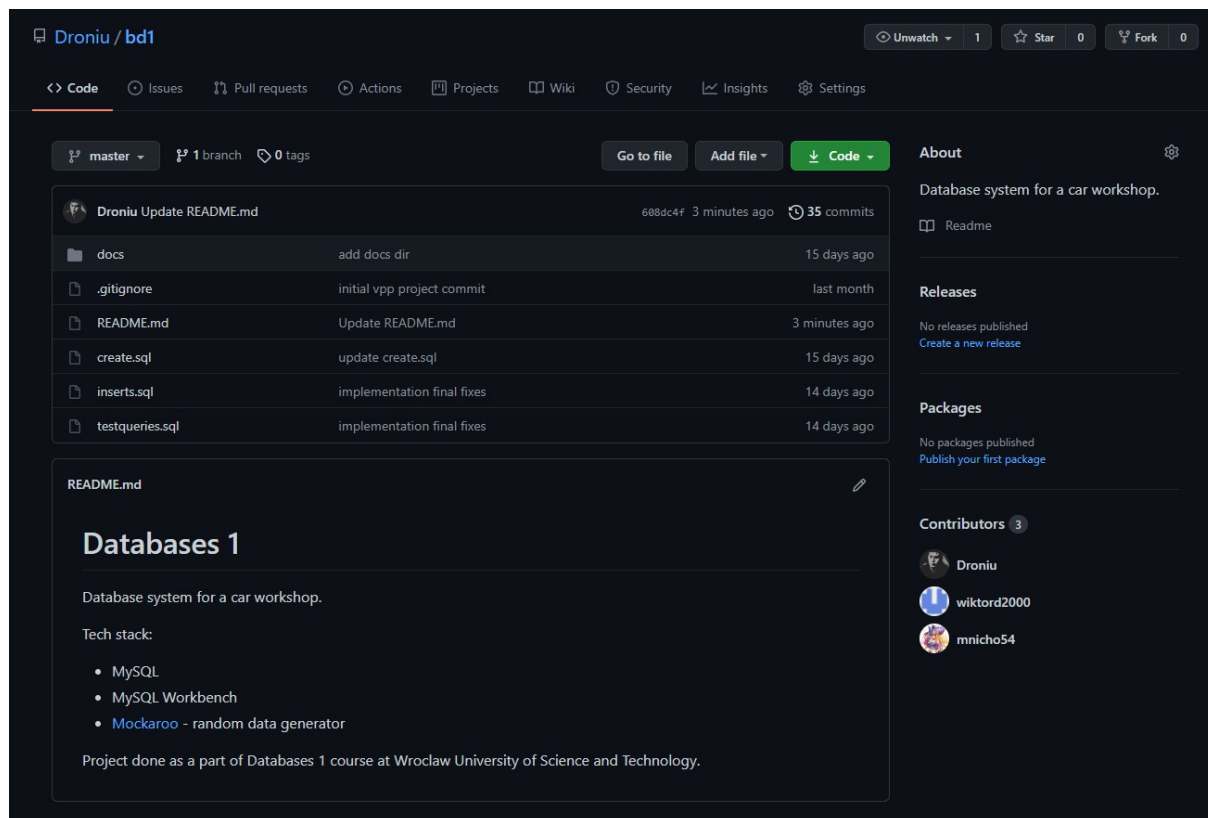 Droniu / bd1
Unwatch 1 Star 0 Fork 0
<> Code Issues Pull requests Actions Projects Wiki Security Insights Settings
master 1 branch 0 tags Go to file Add file Code
Droniu Update README.md 608dc4f 3 minutes ago 35 commits
docs add docs dir 15 days ago
.gitignore initial vpp project commit last month
README.md Update README.md 3 minutes ago
create.sql update create.sql 15 days ago
inserts.sql implementation final fixes 14 days ago
testqueries.sql implementation final fixes 14 days ago
README.md
Databases 1
Database system for a car workshop.
Tech stack:
• MySQL
• MySQL Workbench
• Mockaroo - random data generator
Project done as a part of Databases 1 course at Wroclaw University of Science and Technology.
About
Database system for a car workshop.
Readme
Releases
No releases published
Create a new release
Packages
No packages published
Publish your first package
Contributors 3
Droniu
wiktord2000
mnicho54